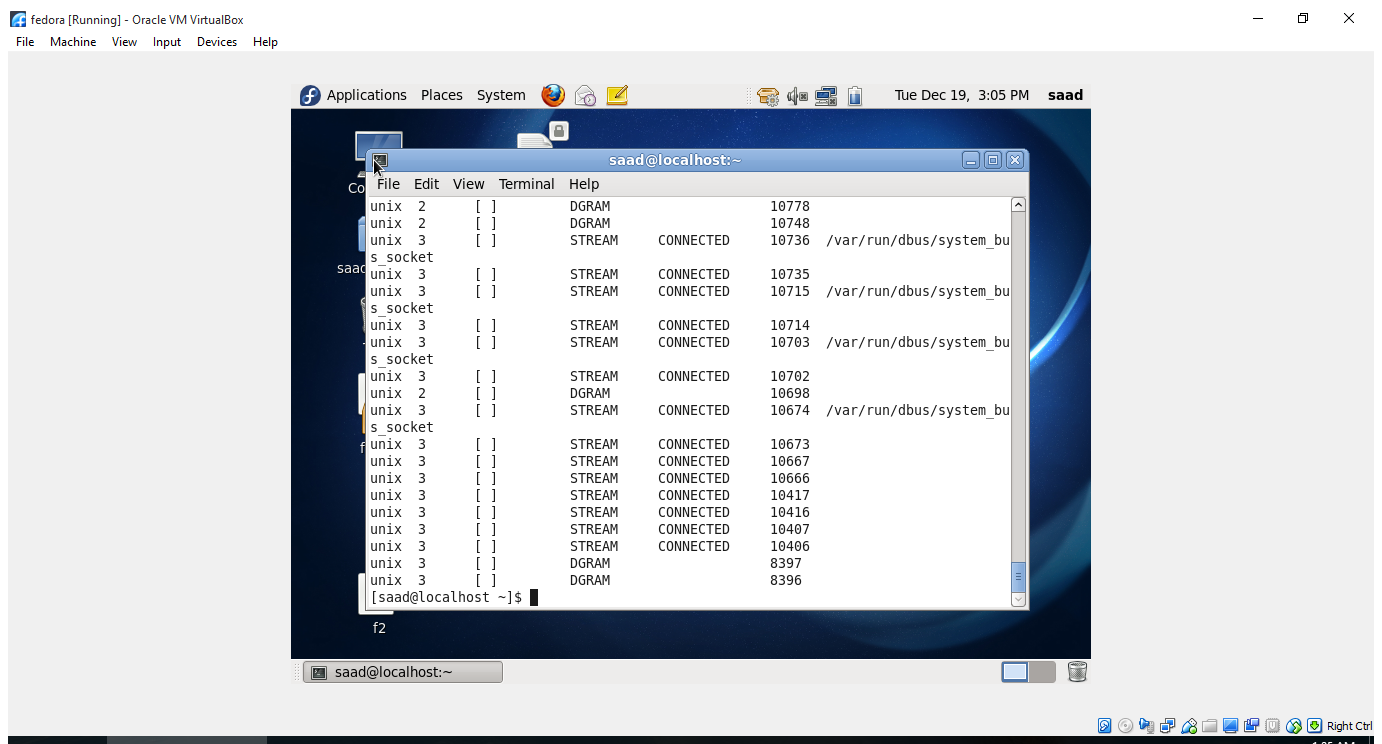 fedora [Running] - Oracle VM VirtualBox
File Machine View Input Devices Help
Applications Places System Tue Dec 19, 3:05 PM saad
saad@localhost:~
File Edit View Terminal Help
unix 2 [ ] DGRAM 10778
unix 2 [ ] DGRAM 10748
unix 3 [ ] STREAM CONNECTED 10736 /var/run/dbus/system_bu
s_socket
unix 3 [ ] STREAM CONNECTED 10735
unix 3 [ ] STREAM CONNECTED 10715 /var/run/dbus/system_bu
s_socket
unix 3 [ ] STREAM CONNECTED 10714
unix 3 [ ] STREAM CONNECTED 10703 /var/run/dbus/system_bu
s_socket
unix 3 [ ] STREAM CONNECTED 10702
unix 2 [ ] DGRAM 10698
unix 3 [ ] STREAM CONNECTED 10674 /var/run/dbus/system_bu
s_socket
unix 3 [ ] STREAM CONNECTED 10673
unix 3 [ ] STREAM CONNECTED 10667
unix 3 [ ] STREAM CONNECTED 10666
unix 3 [ ] STREAM CONNECTED 10417
unix 3 [ ] STREAM CONNECTED 10416
unix 3 [ ] STREAM CONNECTED 10407
unix 3 [ ] STREAM CONNECTED 10406
unix 3 [ ] DGRAM 8397
unix 3 [ ] DGRAM 8396
[saad@localhost ~]$
Co
saad
f
f2
saad@localhost:~
Right Ctrl